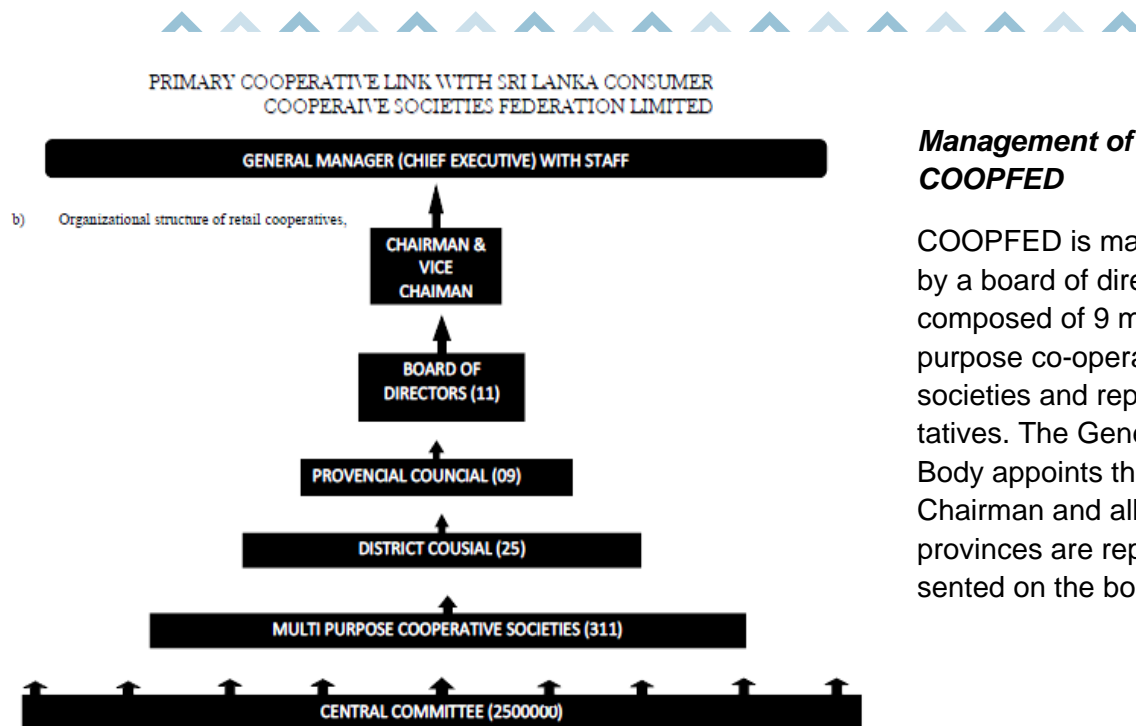 PRIMARY COOPERATIVE LINK WITH SRI LANKA CONSUMER
COOPERAIVE SOCIETIES FEDERATION LIMITED
GENERAL MANAGER (CHIEF EXECUTIVE) WITH STAFF
b) Organizational structure of retail cooperatives,
CHAIRMAN &
VICE
CHAIMAN
BOARD OF
DIRECTORS (11)
PROVENCIAL COUNCIAL (09)
DISTRICT COUSIAL (25)
MULTI PURPOSE COOPERATIVE SOCIETIES (311)
CENTRAL COMMITTEE (2500000)
Management of
COOPFED
COOPFED is ma
by a board of dire
composed of 9 m
purpose co-opera
societies and rep
tatives. The Gene
Body appoints th
Chairman and all
provinces are rep
sented on the bo